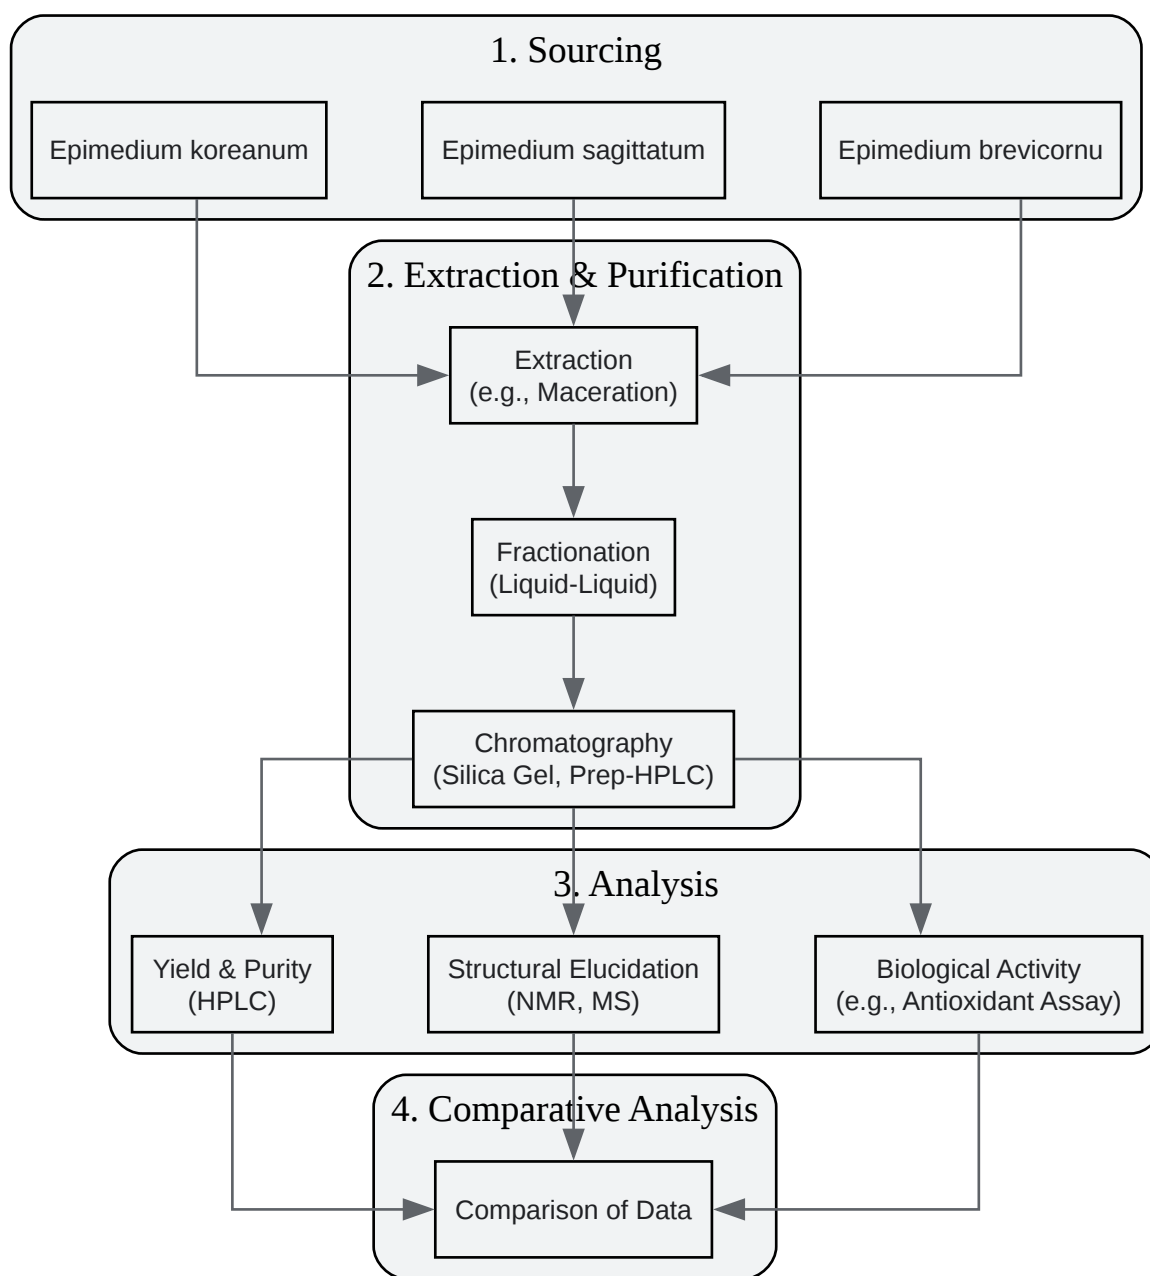 1. Sourcing
Epimedium koreanum
Epimedium sagittatum
Epimedium brevicornu
2. Extraction & Purification
Extraction
(e.g., Maceration)
Fractionation
(Liquid-Liquid)
Chromatography
(Silica Gel, Prep-HPLC)
3. Analysis
Yield & Purity
(HPLC)
Structural Elucidation
(NMR, MS)
Biological Activity
(e.g., Antioxidant Assay)
4. Comparative Analysis
Comparison of Data